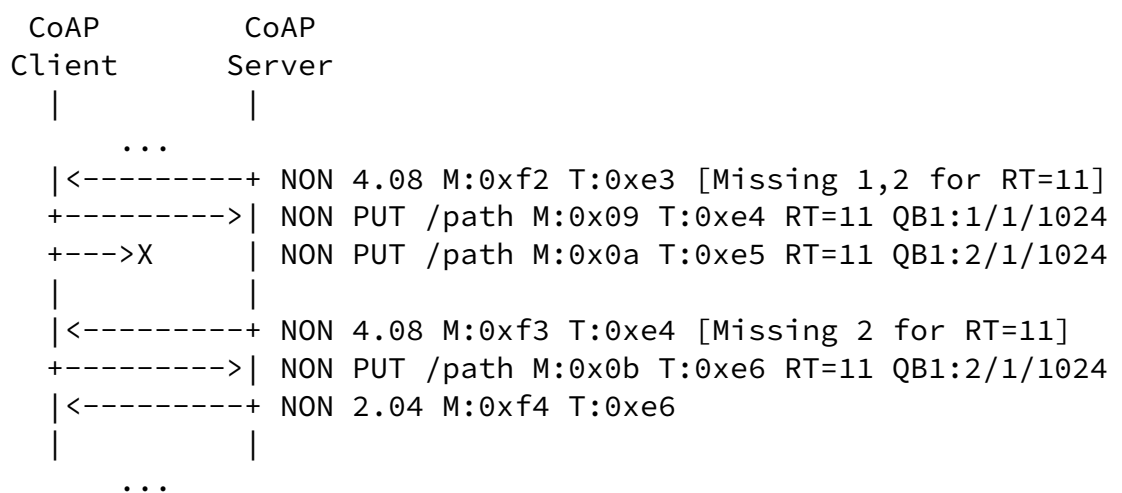 CoAP        CoAP
Client      Server
  |          |
     ...
  |<---------+ NON 4.08 M:0xf2 T:0xe3 [Missing 1,2 for RT=11]
  +--------->| NON PUT /path M:0x09 T:0xe4 RT=11 QB1:1/1/1024
  +--->X     | NON PUT /path M:0x0a T:0xe5 RT=11 QB1:2/1/1024
  |          |
  |<---------+ NON 4.08 M:0xf3 T:0xe4 [Missing 2 for RT=11]
  +--------->| NON PUT /path M:0x0b T:0xe6 RT=11 QB1:2/1/1024
  |<---------+ NON 2.04 M:0xf4 T:0xe6
  |          |
     ...